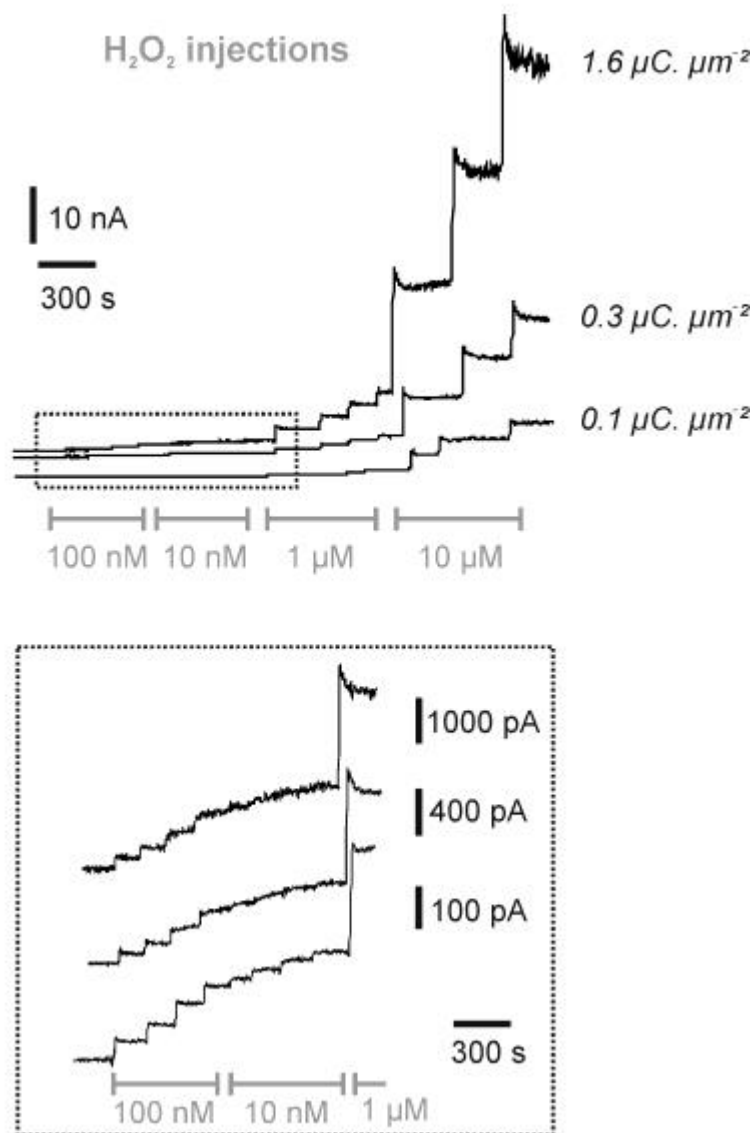 H₂O₂ injections
1.6 µC. µm⁻²
10 nA
300 s
0.3 µC. µm⁻²
0.1 µC. µm⁻²
100 nM 10 nM 1 µM 10 µM
1000 pA
400 pA
100 pA
300 s
100 nM 10 nM 1 µM